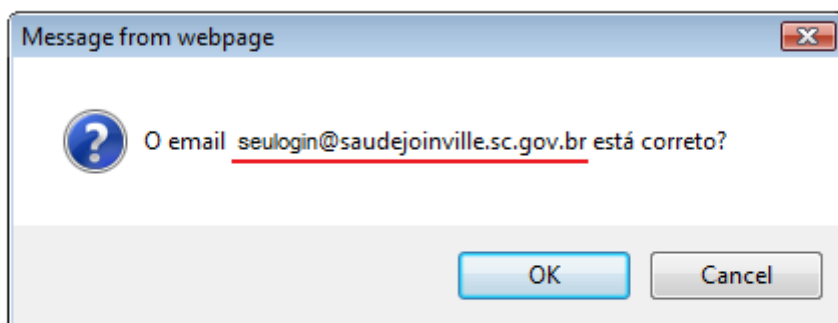 Message from webpage
O email seulogin@saudejoinville.sc.gov.br está correto?
OK
Cancel